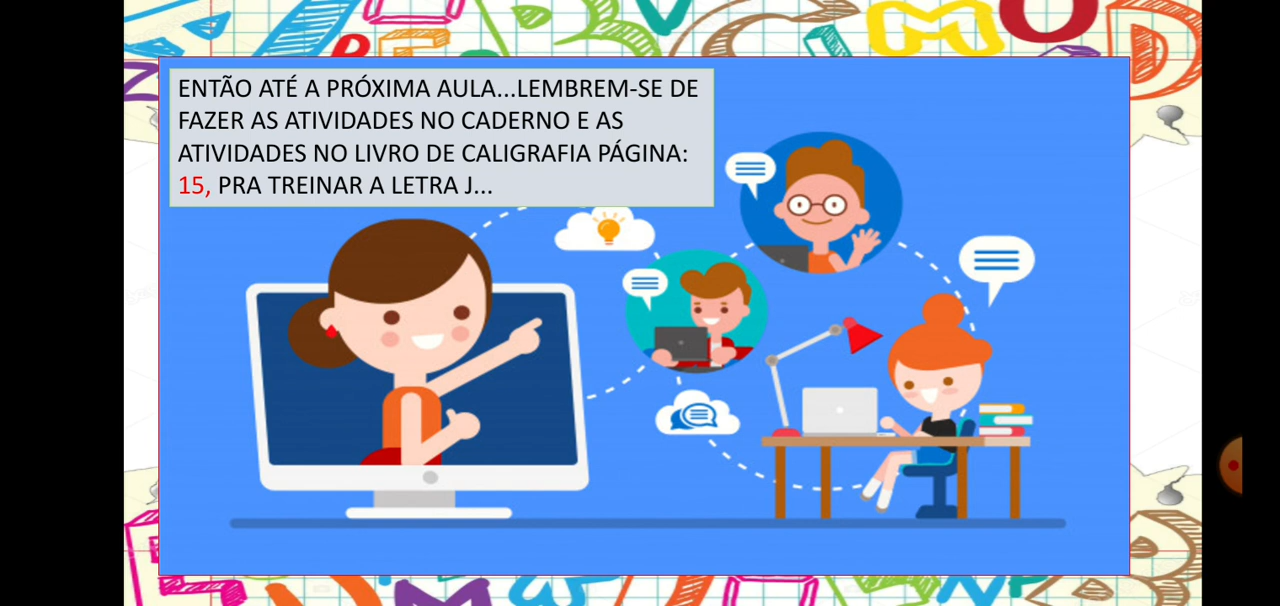 ENTÃO ATÉ A PRÓXIMA AULA...LEMBREM-SE DE
FAZER AS ATIVIDADES NO CADERNO E AS
ATIVIDADES NO LIVRO DE CALIGRAFIA PÁGINA:
15, PRA TREINAR A LETRA J...